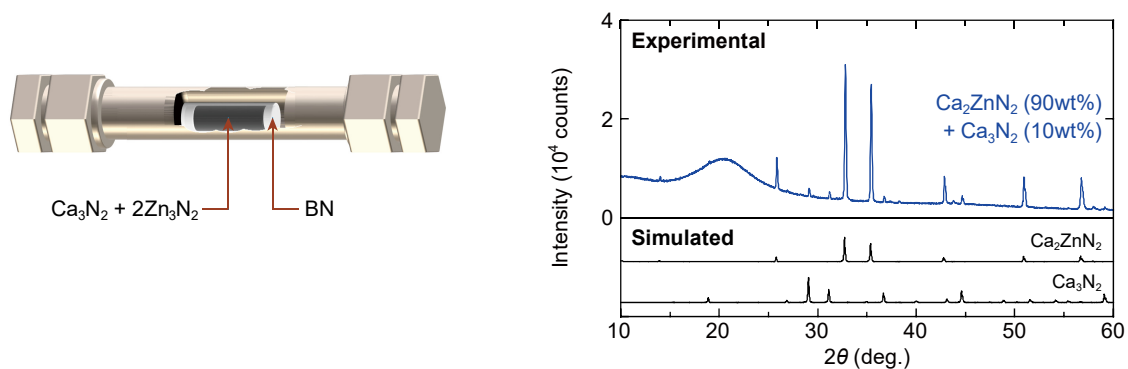 Ca₃N₂ + 2Zn₃N₂
BN
Experimental
Ca₂ZnN₂ (90wt%)
+ Ca₃N₂ (10wt%)
Intensity (10⁴ counts)
4
2
0
Simulated
Ca₂ZnN₂
Ca₃N₂
10 20 30 40 50 60
2θ (deg.)